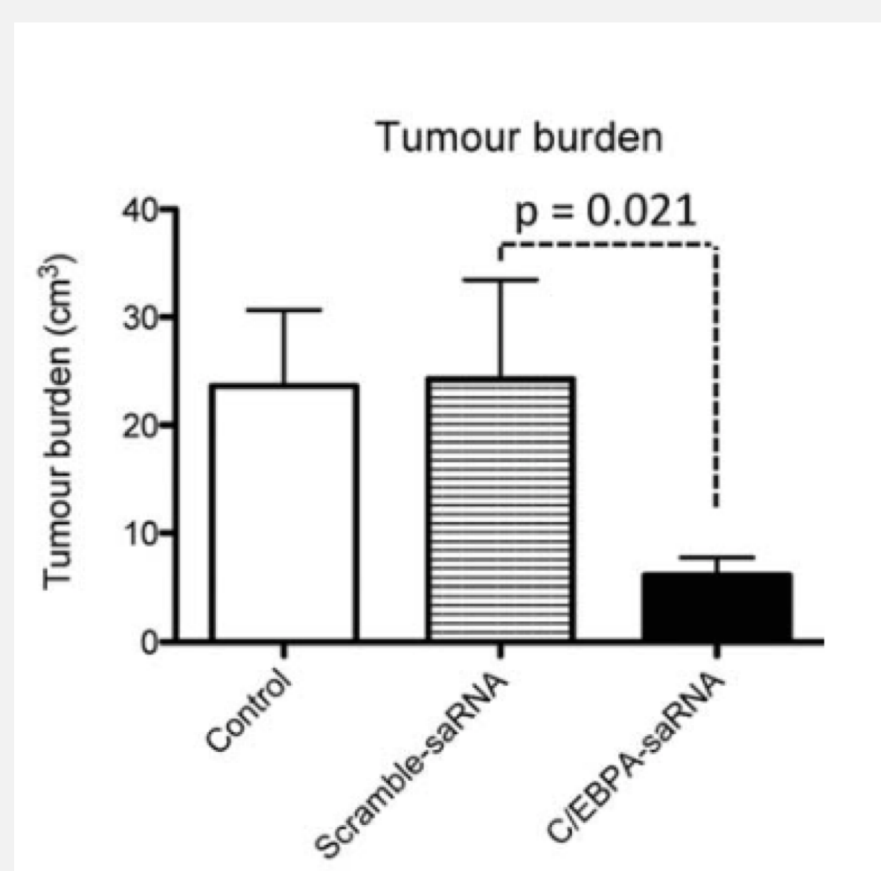 Tumour burden
p = 0.021
Tumour burden (cm³)
40
30
20
10
0
Control
Scramble-saRNA
C/EBPA-saRNA